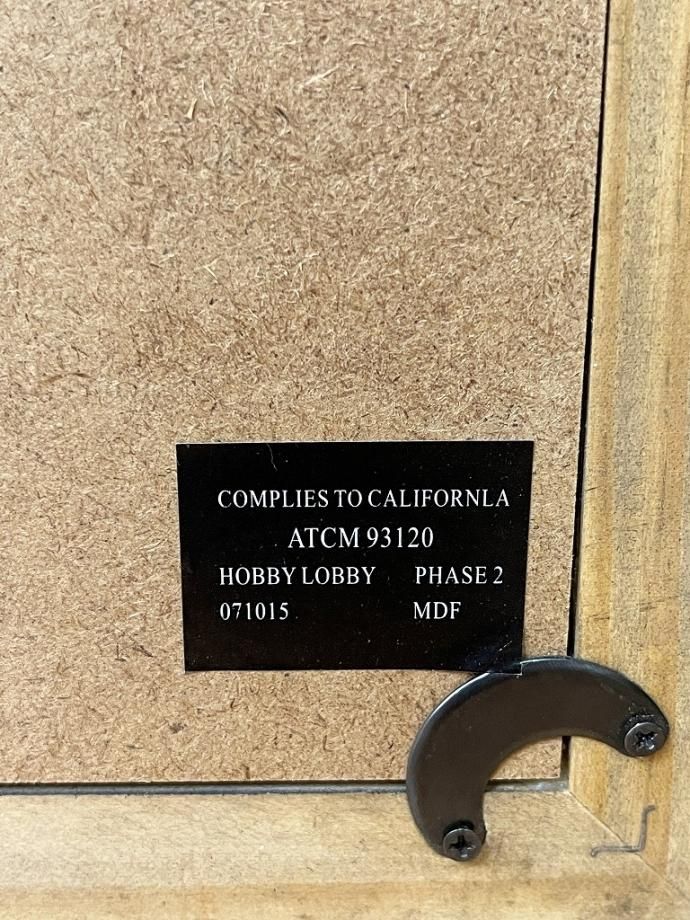 COMPLIES TO CALIFORNLA
ATCM 93120
HOBBY LOBBY PHASE 2
071015 MDF